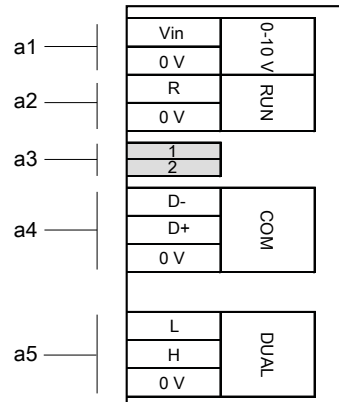 a1
Vin
0 V
0-10 V
a2
R
0 V
RUN
a3
1
2
a4
D-
D+
0 V
COM
a5
L
H
0 V
DUAL